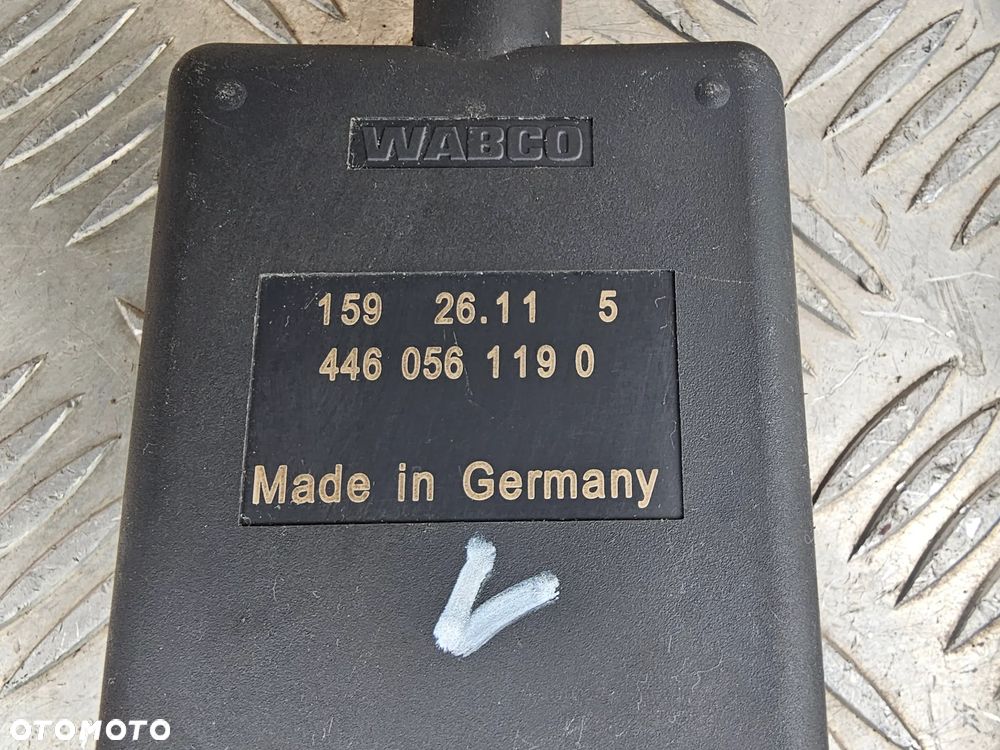 WABCO
159 26.11 5
446 056 119 0
Made in Germany
OTOMOTO